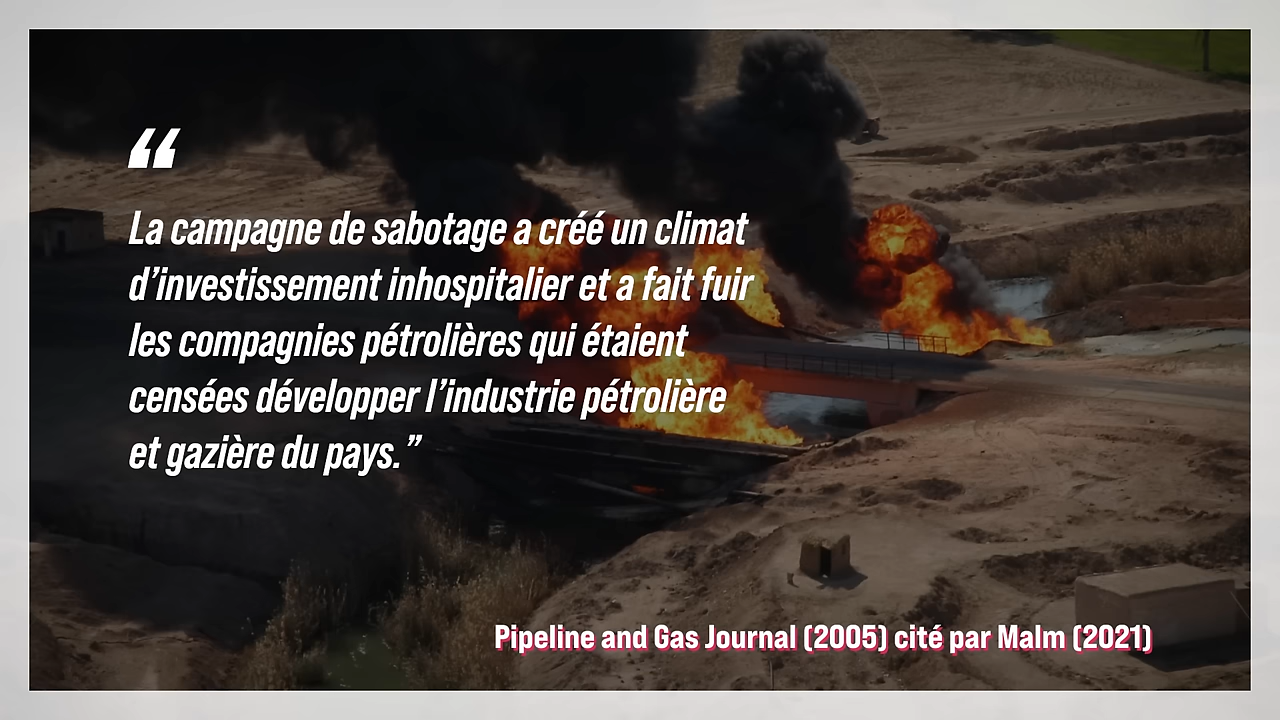 “
La campagne de sabotage a créé un climat
d’investissement inhospitalier et a fait fuir
les compagnies pétrolières qui étaient
censées développer l’industrie pétrolière
et gazière du pays.”
Pipeline and Gas Journal (2005) cité par Malm (2021)